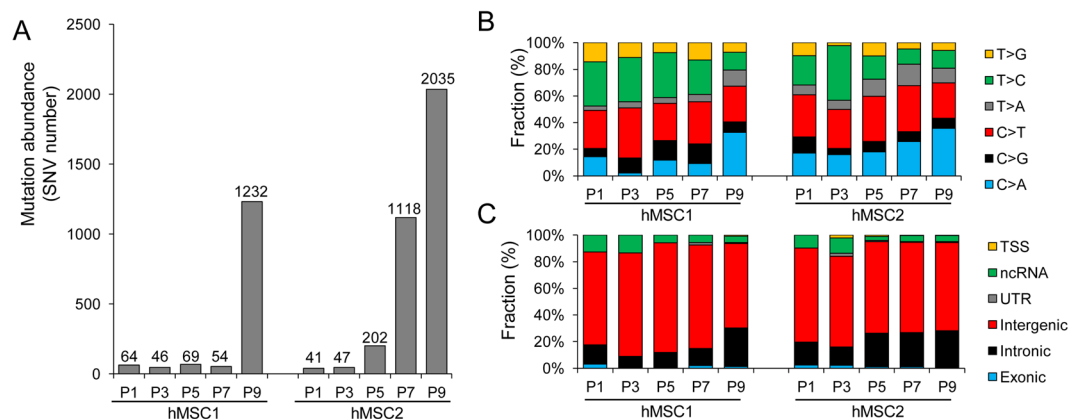 A
Mutation abundance
(SNV number)
2500
2000
1500
1000
500
0
64
46
69
54
1232
41
47
202
1118
2035
P1 P3 P5 P7 P9 P1 P3 P5 P7 P9
hMSC1 hMSC2
B
Fraction (%)
100%
80%
60%
40%
20%
0%
P1 P3 P5 P7 P9 P1 P3 P5 P7 P9
hMSC1 hMSC2
T>G
T>C
T>A
C>T
C>G
C>A
C
Fraction (%)
100%
80%
60%
40%
20%
0%
P1 P3 P5 P7 P9 P1 P3 P5 P7 P9
hMSC1 hMSC2
TSS
ncRNA
UTR
Intergenic
Intronic
Exonic